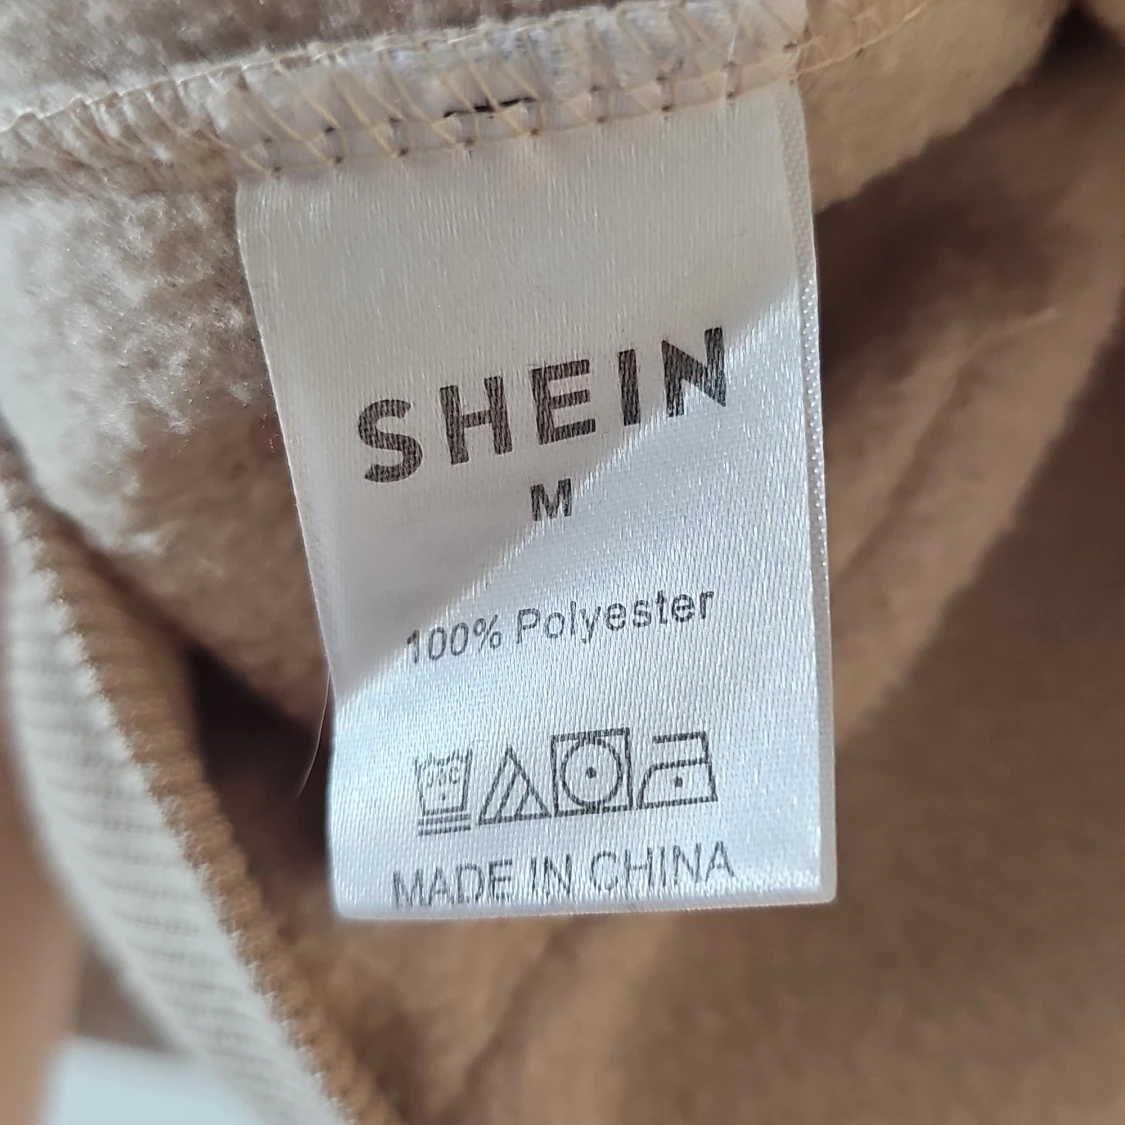 SHEIN
M
100% Polyester
MADE IN CHINA